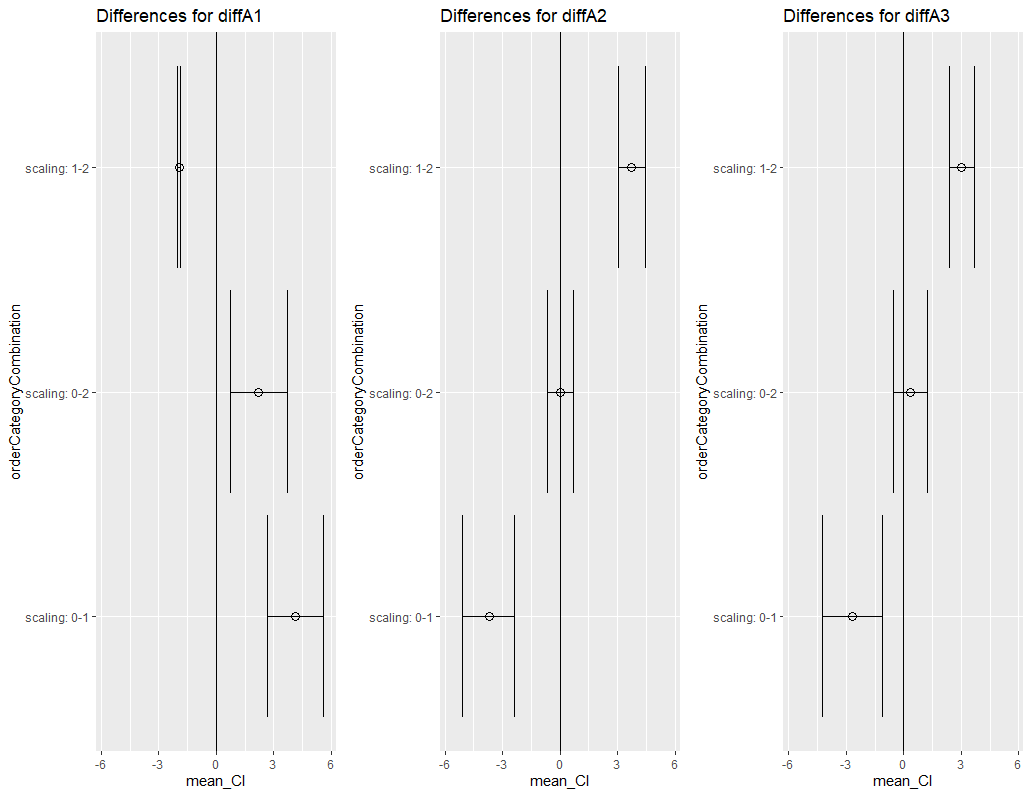 Differences for diffA1
orderCategoryCombination
scaling: 1-2
scaling: 0-2
scaling: 0-1
-6 -3 0 3 6
mean_CI
Differences for diffA2
orderCategoryCombination
scaling: 1-2
scaling: 0-2
scaling: 0-1
-6 -3 0 3 6
mean_CI
Differences for diffA3
orderCategoryCombination
scaling: 1-2
scaling: 0-2
scaling: 0-1
-6 -3 0 3 6
mean_CI